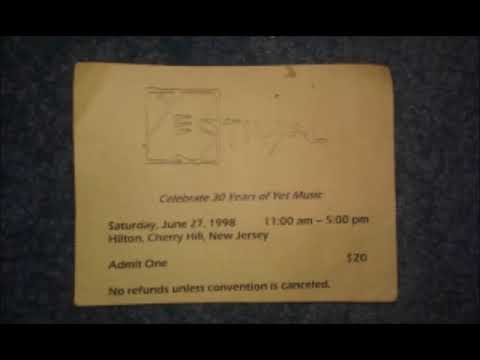 Celebrate 30 Years of Yes Music
Saturday, June 27, 1998 11:00 am – 5:00 pm
Hilton, Cherry Hill, New Jersey
Admit One $20
No refunds unless convention is canceled.